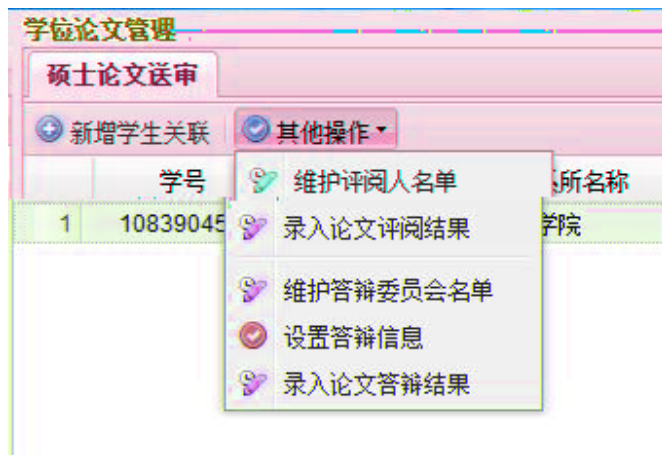 学位论文管理
硕士论文送审
新增学生关联 其他操作
学号 所名称
1 10839045 学院
维护评阅人名单
录入论文评阅结果
维护答辩委员会名单
设置答辩信息
录入论文答辩结果